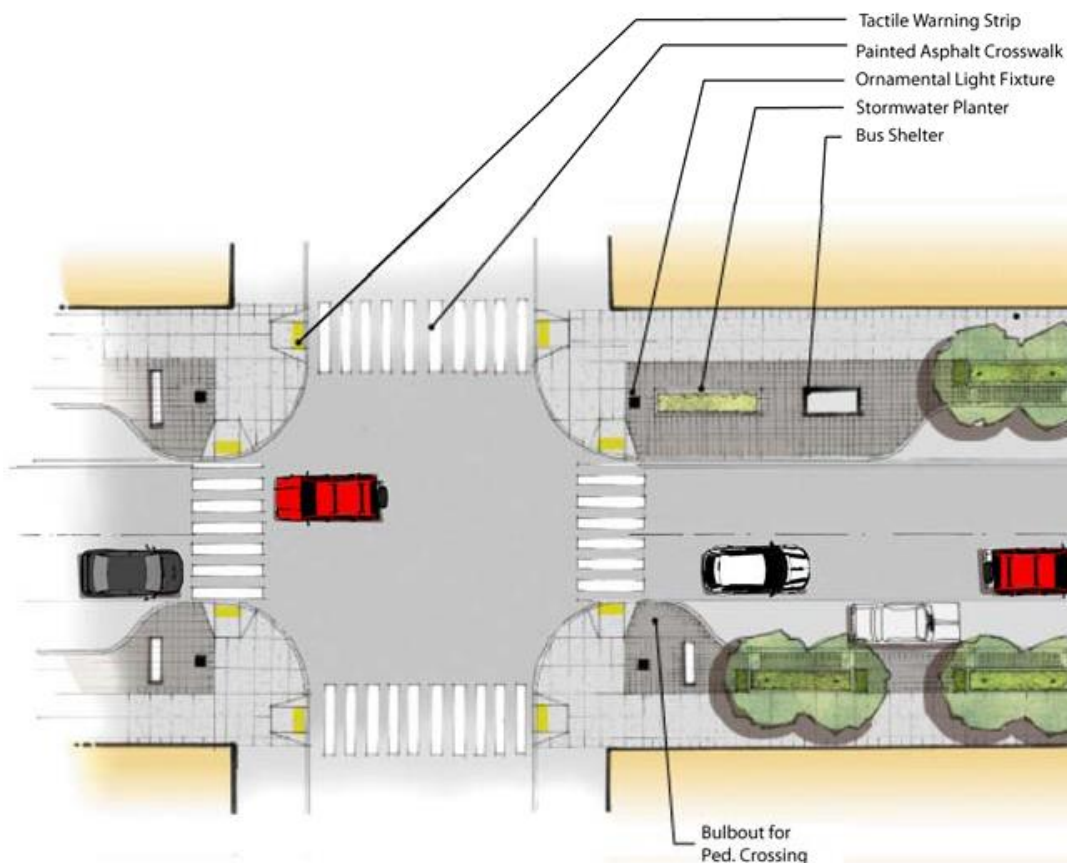 Tactile Warning Strip
Painted Asphalt Crosswalk
Ornamental Light Fixture
Stormwater Planter
Bus Shelter
Bulbout for
Ped. Crossing